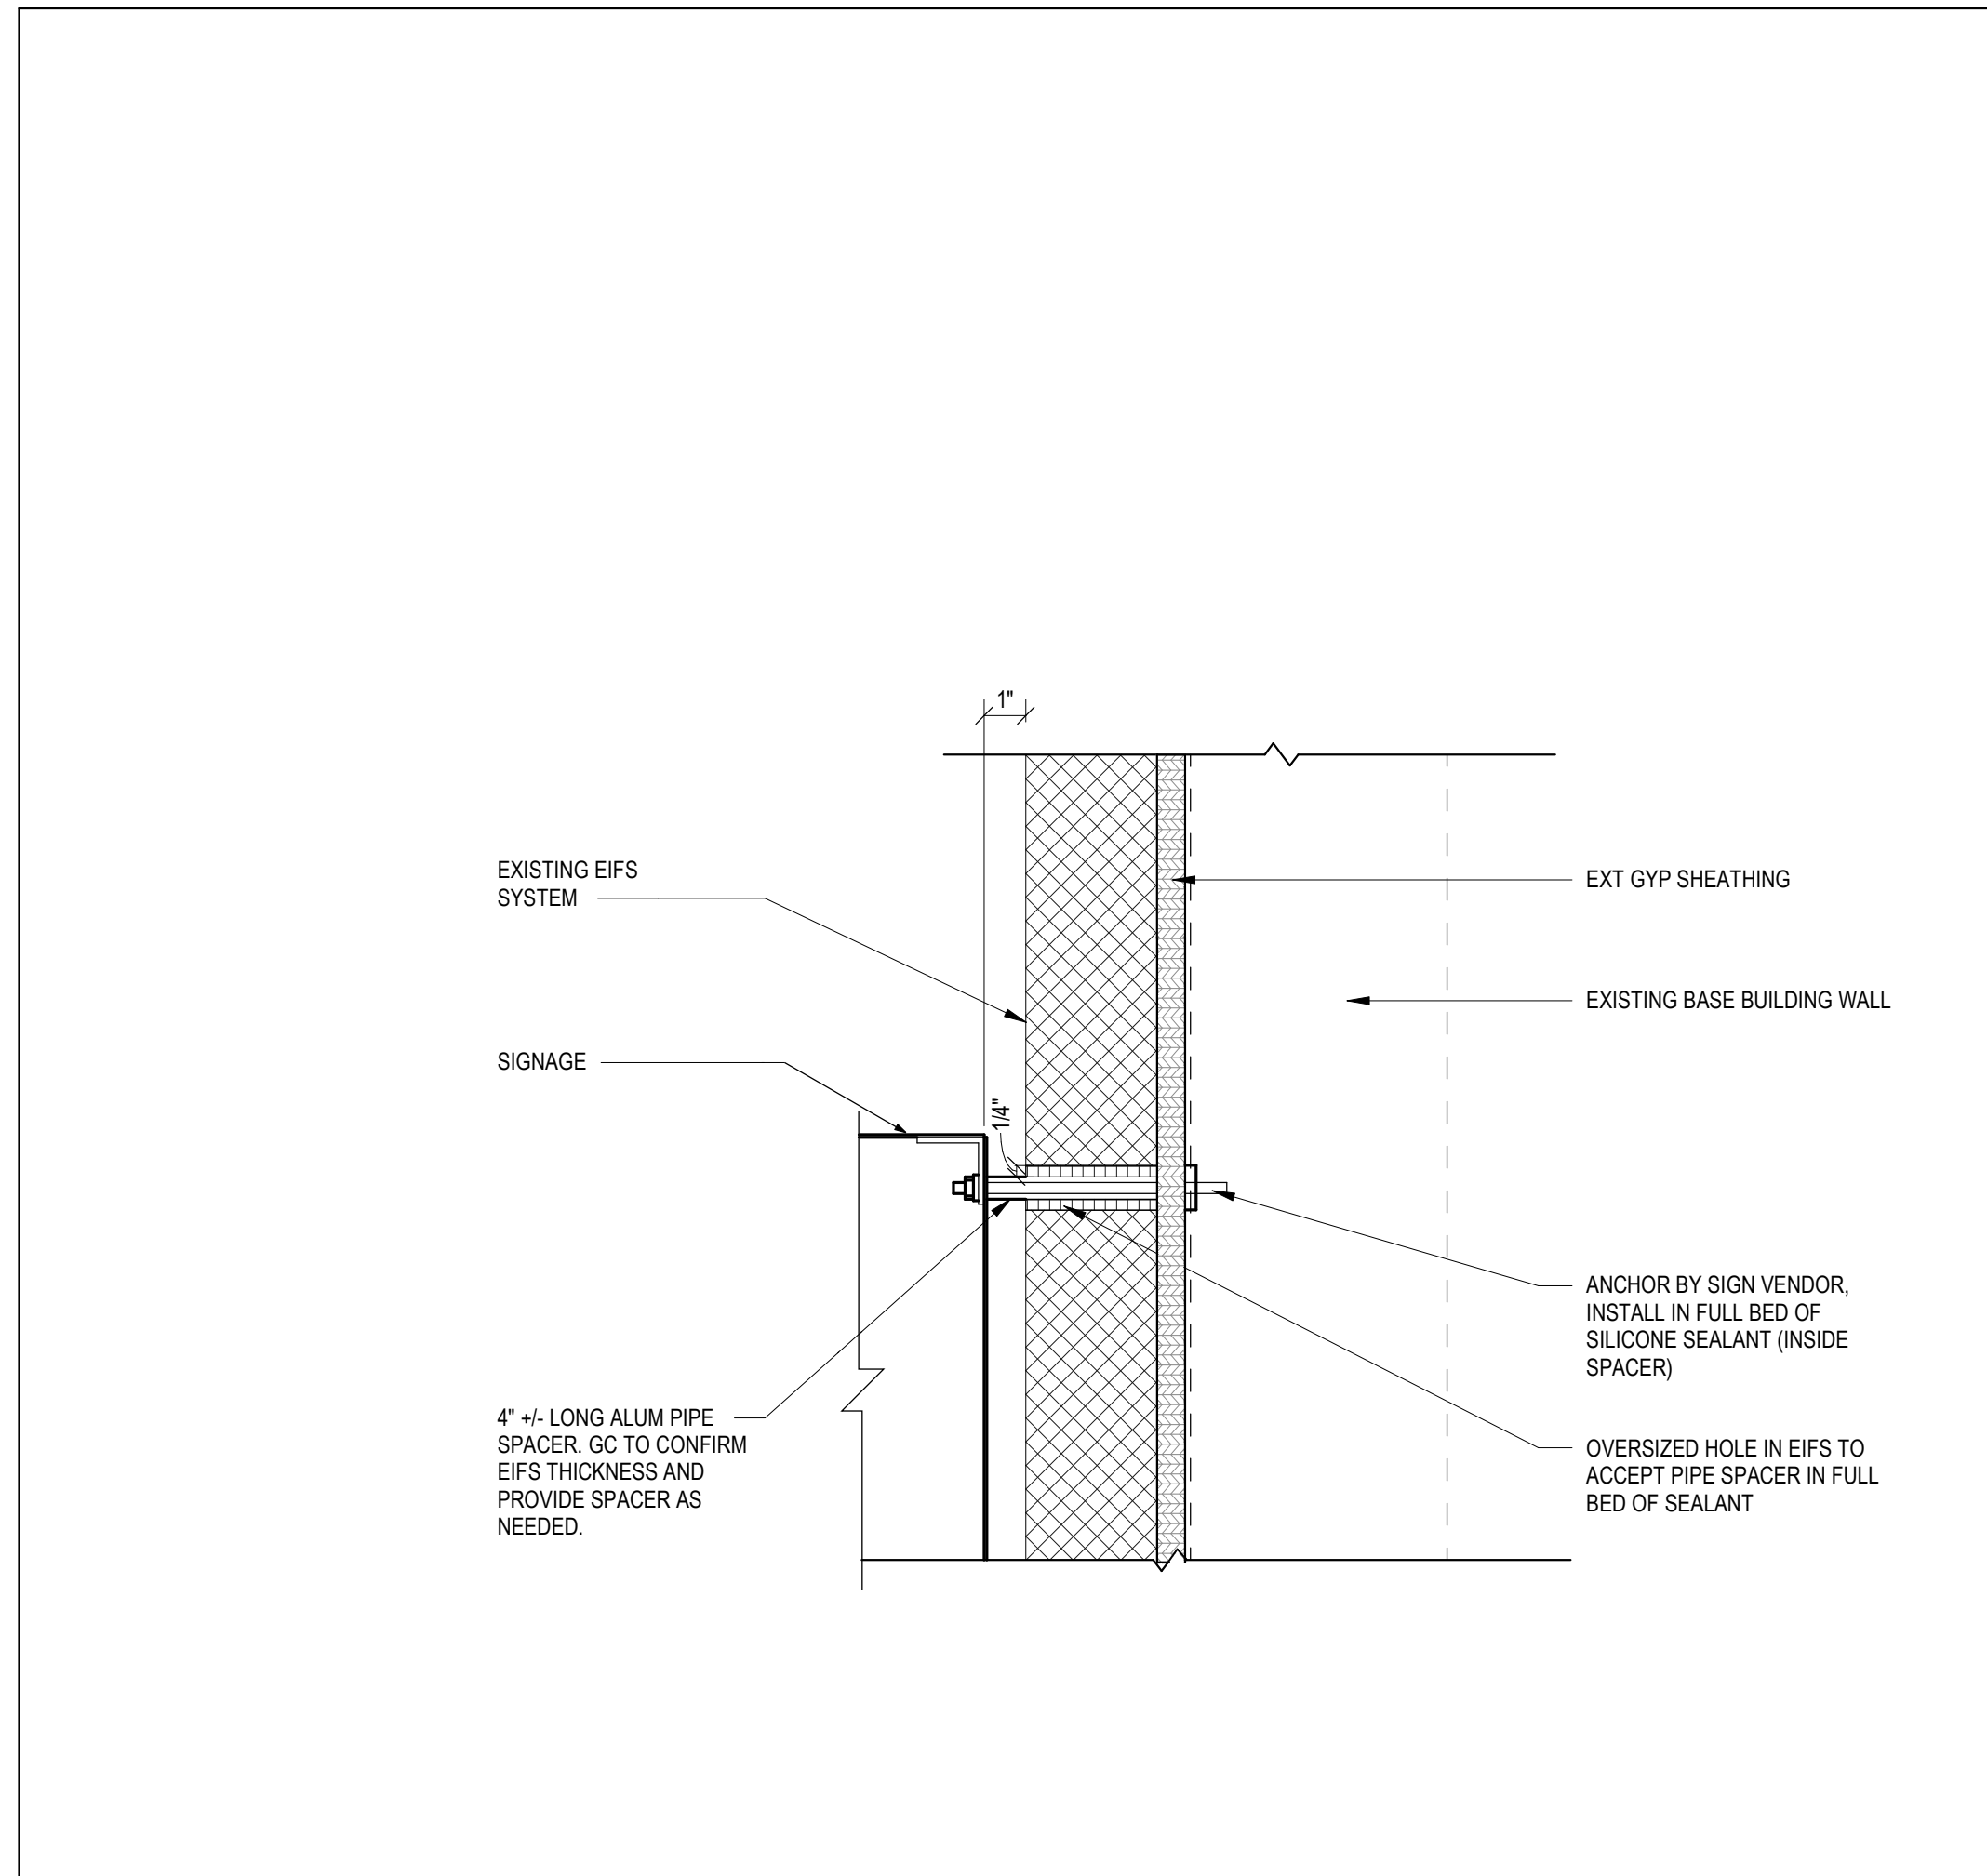 1"
EXISTING EIFS
SYSTEM
EXT GYP SHEATHING
EXISTING BASE BUILDING WALL
SIGNAGE
1/4"
ANCHOR BY SIGN VENDOR,
INSTALL IN FULL BED OF
SILICONE SEALANT (INSIDE
SPACER)
4" +/- LONG ALUM PIPE
SPACER. GC TO CONFIRM
EIFS THICKNESS AND
PROVIDE SPACER AS
NEEDED.
OVERSIZED HOLE IN EIFS TO
ACCEPT PIPE SPACER IN FULL
BED OF SEALANT